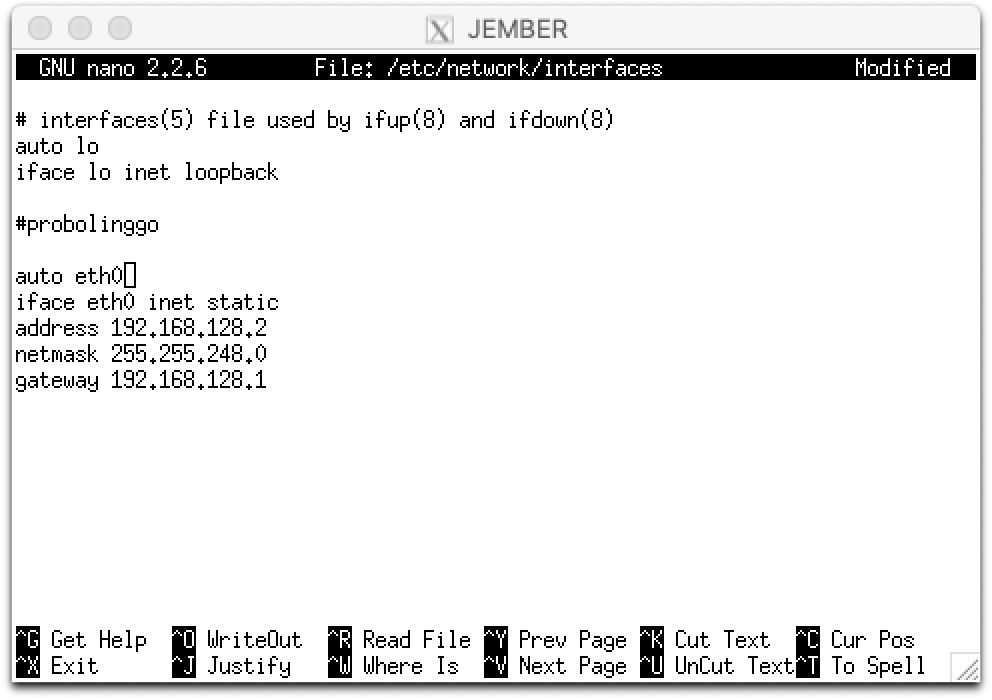 JEMBER
GNU nano 2.2.6 File: /etc/network/interfaces Modified
# interfaces(5) file used by ifup(8) and ifdown(8)
auto lo
iface lo inet loopback
#probolinggo
auto eth0
iface eth0 inet static
address 192.168.128.2
netmask 255.255.248.0
gateway 192.168.128.1
^G Get Help ^O WriteOut ^R Read File ^Y Prev Page ^K Cut Text ^C Cur Pos
^X Exit ^J Justify ^W Where Is ^V Next Page ^U UnCut Text ^T To Spell